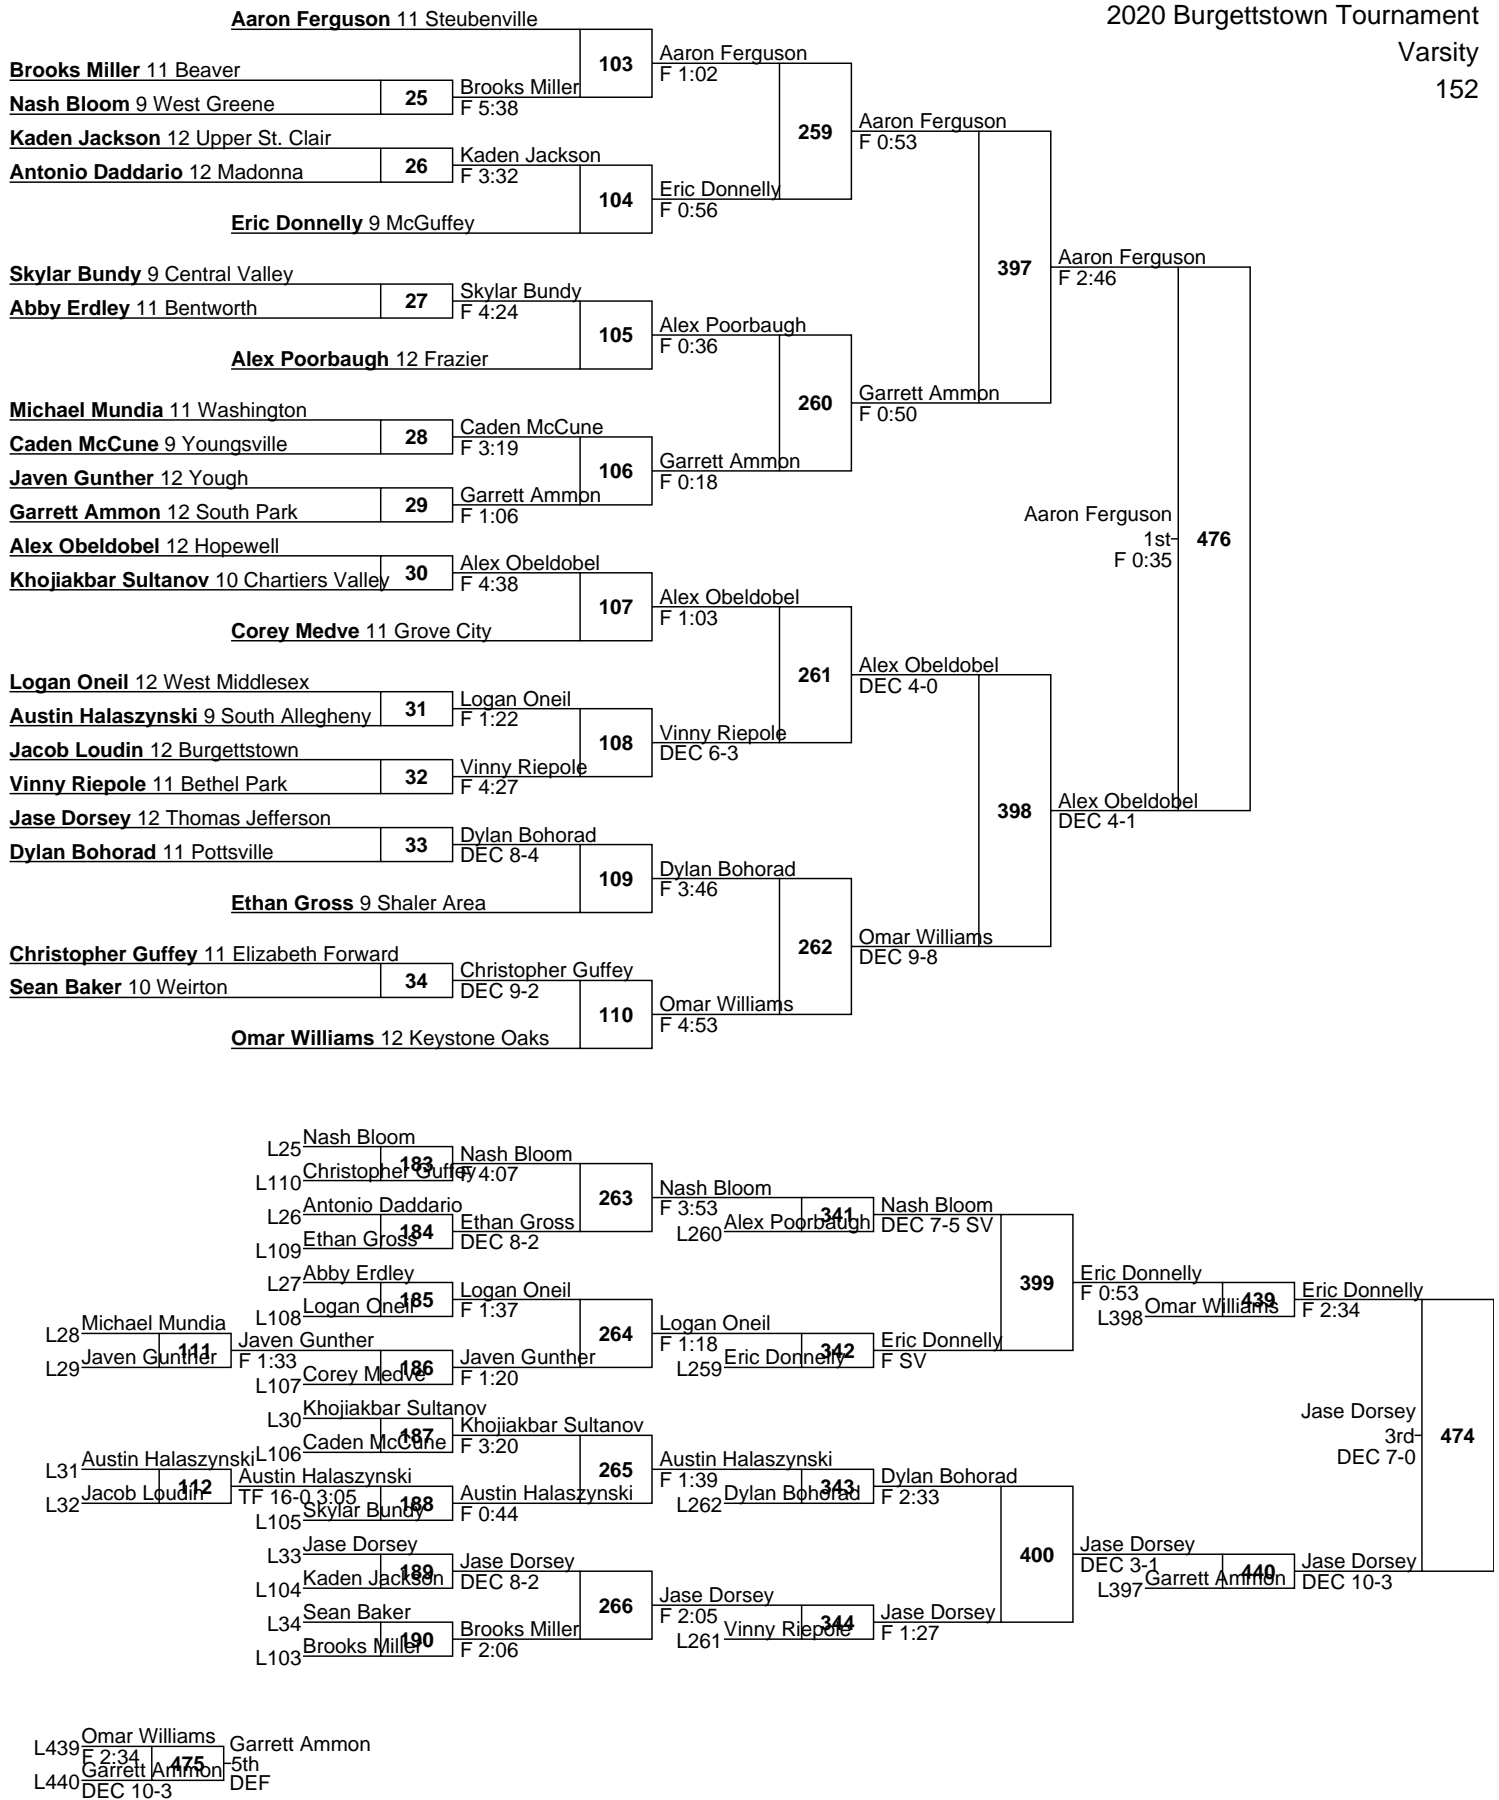 2020 Burgettstown Tournament
Varsity
152
Aaron Ferguson 11 Steubenville
103
Aaron Ferguson
F 1:02
Brooks Miller 11 Beaver
Nash Bloom 9 West Greene
25
Brooks Miller
F 5:38
259
Aaron Ferguson
F 0:53
Kaden Jackson 12 Upper St. Clair
Antonio Daddario 12 Madonna
26
Kaden Jackson
F 3:32
104
Eric Donnelly
F 0:56
Eric Donnelly 9 McGuffey
397
Aaron Ferguson
F 2:46
Skylar Bundy 9 Central Valley
Abby Erdley 11 Bentworth
27
Skylar Bundy
F 4:24
105
Alex Poorbaugh
F 0:36
Alex Poorbaugh 12 Frazier
260
Garrett Ammon
F 0:50
Michael Mundia 11 Washington
Caden McCune 9 Youngsville
28
Caden McCune
F 3:19
106
Garrett Ammon
F 0:18
Javen Gunther 12 Yough
Garrett Ammon 12 South Park
29
Garrett Ammon
F 1:06
Aaron Ferguson
1st
F 0:35
476
Alex Obeldobel 12 Hopewell
Khojiakbar Sultanov 10 Chartiers Valley
30
Alex Obeldobel
F 4:38
107
Alex Obeldobel
F 1:03
Corey Medve 11 Grove City
261
Alex Obeldobel
DEC 4-0
Logan Oneil 12 West Middlesex
Austin Halaszynski 9 South Allegheny
31
Logan Oneil
F 1:22
108
Vinny Riepole
DEC 6-3
Jacob Loudin 12 Burgettstown
Vinny Riepole 11 Bethel Park
32
Vinny Riepole
F 4:27
398
Alex Obeldobel
DEC 4-1
Jase Dorsey 12 Thomas Jefferson
Dylan Bohorad 11 Pottsville
33
Dylan Bohorad
DEC 8-4
109
Dylan Bohorad
F 3:46
Ethan Gross 9 Shaler Area
262
Omar Williams
DEC 9-8
Christopher Guffey 11 Elizabeth Forward
Sean Baker 10 Weirton
34
Christopher Guffey
DEC 9-2
110
Omar Williams
F 4:53
Omar Williams 12 Keystone Oaks
L25 Nash Bloom
L110 Christopher Guffey
183
Nash Bloom
F 4:07
263
Nash Bloom
F 3:53
L26 Antonio Daddario
L109 Ethan Gross
184
Ethan Gross
DEC 8-2
L260 Alex Poorbaugh
341
Nash Bloom
DEC 7-5 SV
399
Eric Donnelly
F 0:53
L27 Abby Erdley
L108 Logan Oneil
185
Logan Oneil
F 1:37
264
Logan Oneil
F 1:18
L28 Michael Mundia
L29 Javen Gunther
111
Javen Gunther
F 1:33
L107 Corey Medve
186
Javen Gunther
F 1:20
L259 Eric Donnelly
342
Eric Donnelly
F SV
L398 Omar Williams
439
Eric Donnelly
F 2:34
L30 Khojiakbar Sultanov
L106 Caden McCune
187
Khojiakbar Sultanov
F 3:20
265
Austin Halaszynski
F 1:39
L31 Austin Halaszynski
L32 Jacob Loudin
112
Austin Halaszynski
TF 16-0 3:05
L105 Skylar Bundy
188
Austin Halaszynski
F 0:44
L262 Dylan Bohorad
343
Dylan Bohorad
F 2:33
Jase Dorsey
3rd
DEC 7-0
474
400
Jase Dorsey
DEC 3-1
L33 Jase Dorsey
L104 Kaden Jackson
189
Jase Dorsey
DEC 8-2
266
Jase Dorsey
F 2:05
L34 Sean Baker
L103 Brooks Miller
190
Brooks Miller
F 2:06
L261 Vinny Riepole
344
Jase Dorsey
F 1:27
L397 Garrett Ammon
440
Jase Dorsey
DEC 10-3
L439 Omar Williams
F 2:34
L440 Garrett Ammon
DEC 10-3
475
Garrett Ammon
5th
DEF